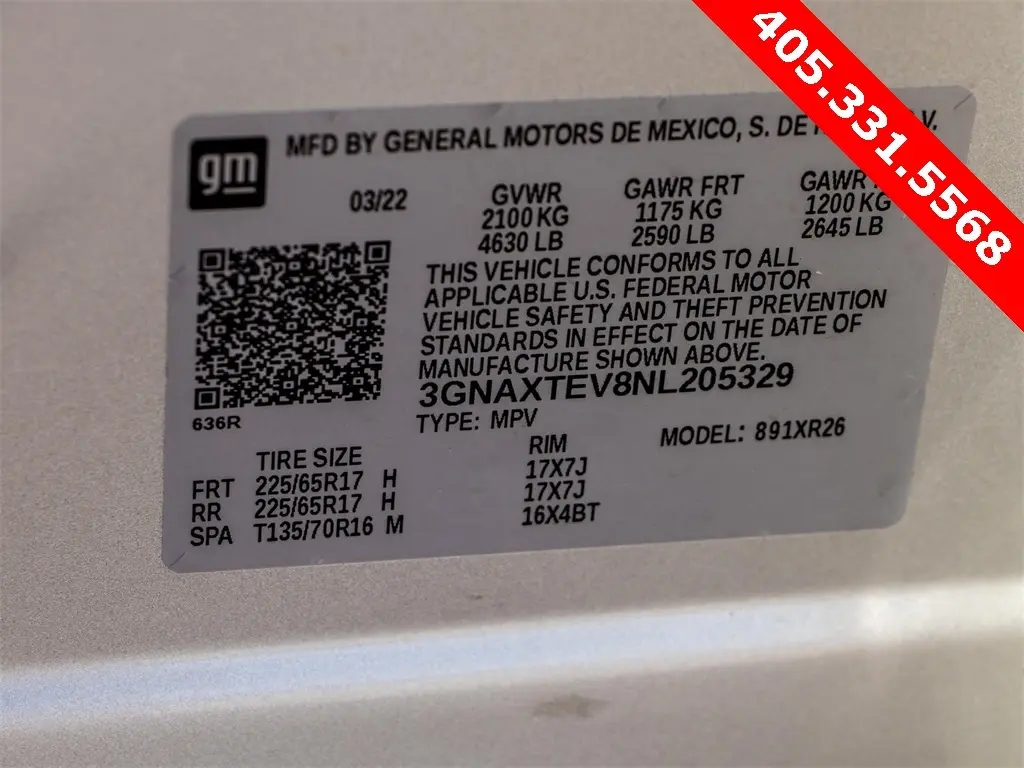 405.331.5568
gm
MFD BY GENERAL MOTORS DE MEXICO, S. DE V.
03/22
GVWR GAWR FRT GAWR
2100 KG 1175 KG 1200 KG
4630 LB 2590 LB 2645 LB
THIS VEHICLE CONFORMS TO ALL
APPLICABLE U.S. FEDERAL MOTOR
VEHICLE SAFETY AND THEFT PREVENTION
STANDARDS IN EFFECT ON THE DATE OF
MANUFACTURE SHOWN ABOVE.
3GNAXTEV8NL205329
636R
TYPE: MPV MODEL: 891XR26
TIRE SIZE RIM
FRT 225/65R17 H 17X7J
RR 225/65R17 H 17X7J
SPA T135/70R16 M 16X4BT